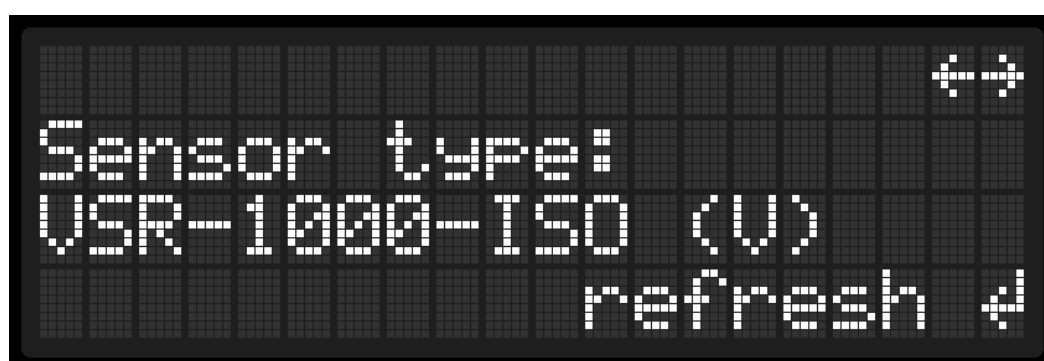 ←→
Sensor type:
VSR-1000-ISO (V)
refresh ↲